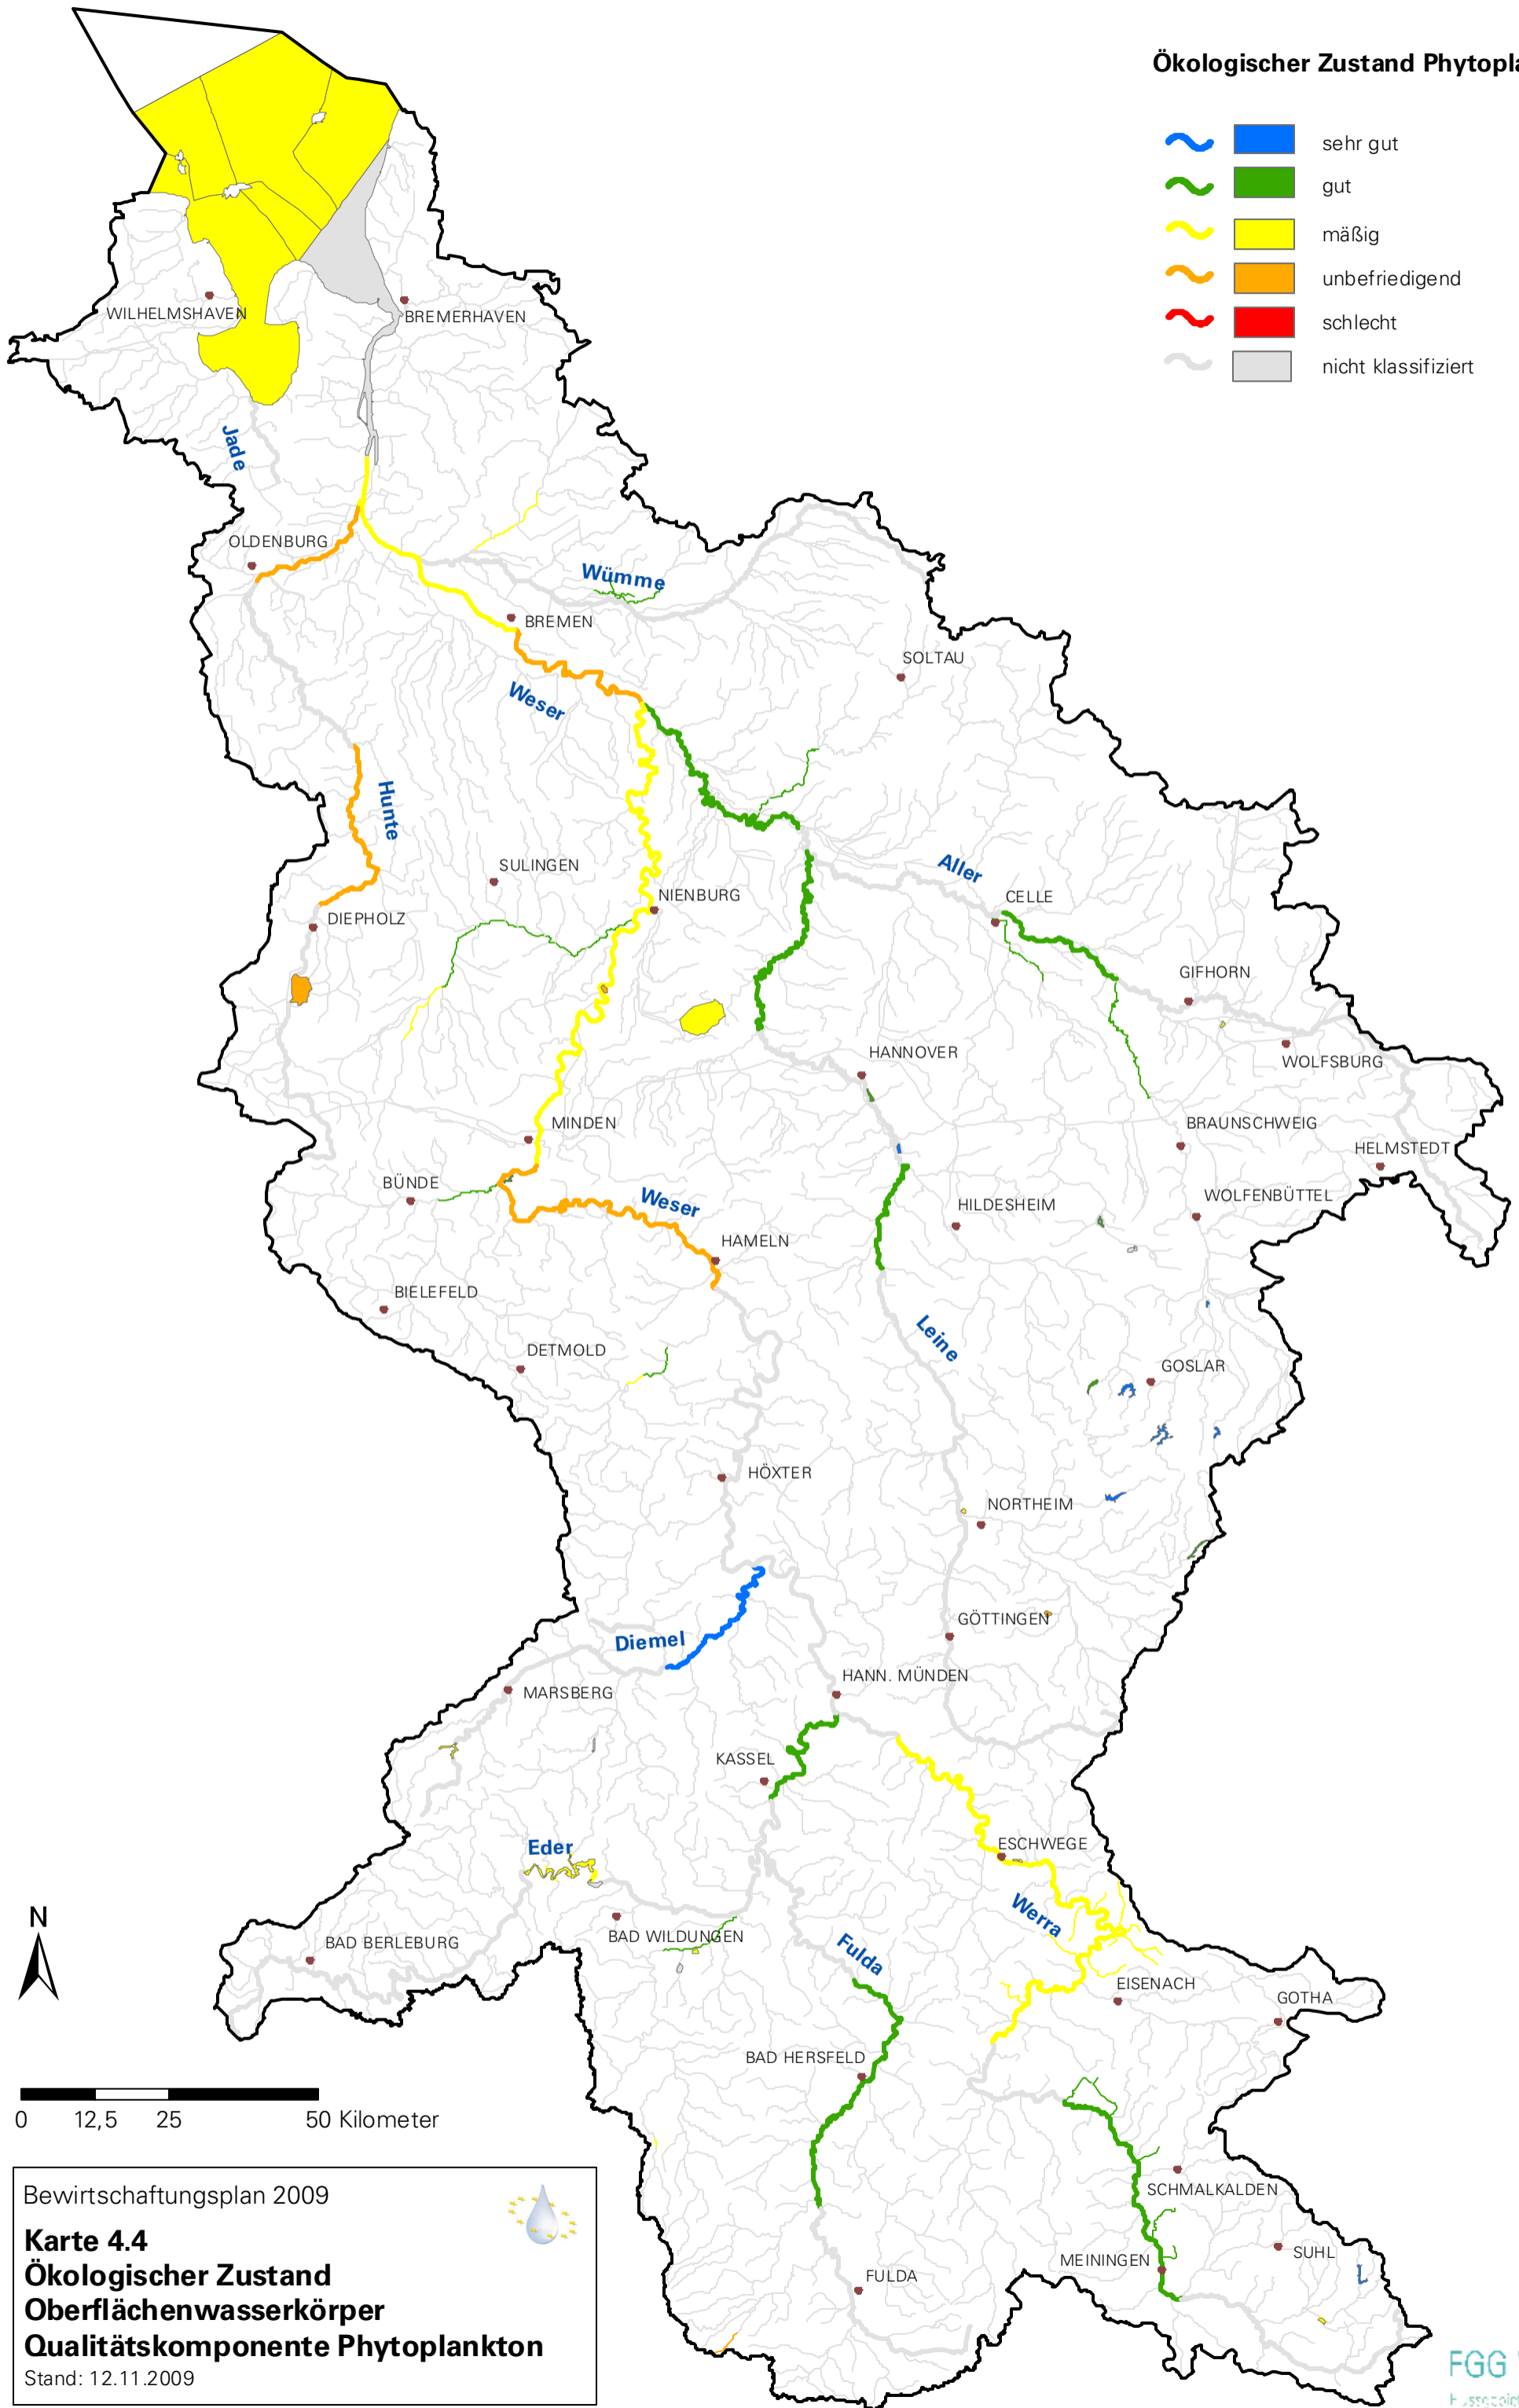 Ökologischer Zustand
sehr gut
gut
mäßig
unbefriedigend
schlecht
nicht klassifiziert
WILHELMSHAVEN
BREMERHAVEN
Jade
OLDENBURG
Wümme
BREMEN
SOLTAU
Weser
Hunte
SULINGEN
Aller
NIENBURG
CELLE
DIEPHOLZ
GIFHORN
HANNOVER
WOLFSBURG
MINDEN
BRAUNSCHWEIG
HELMSTEDT
BÜNDE
Weser
HILDESHEIM
WOLFENBÜTTEL
HAMELN
BIELEFELD
Leine
DETMOLD
GOSLAR
HÖXTER
NORTHEIM
GÖTTINGEN
Diemel
HANN. MÜNDEN
MARSBERG
KASSEL
ESCHWEGE
Eder
Werra
N
BAD WILDUNGEN
BAD BERLEBURG
Fulda
EISENACH
GOTHA
BAD HERSFELD
0 12,5 25 50 Kilometer
SCHMALKALDEN
SUHL
MEININGEN
FULDA
Bewirtschaftungsplan 2009
Karte 4.4
Ökologischer Zustand
Oberflächenwasserkörper
Qualitätskomponente Phytoplankton
Stand: 12.11.2009
FGG